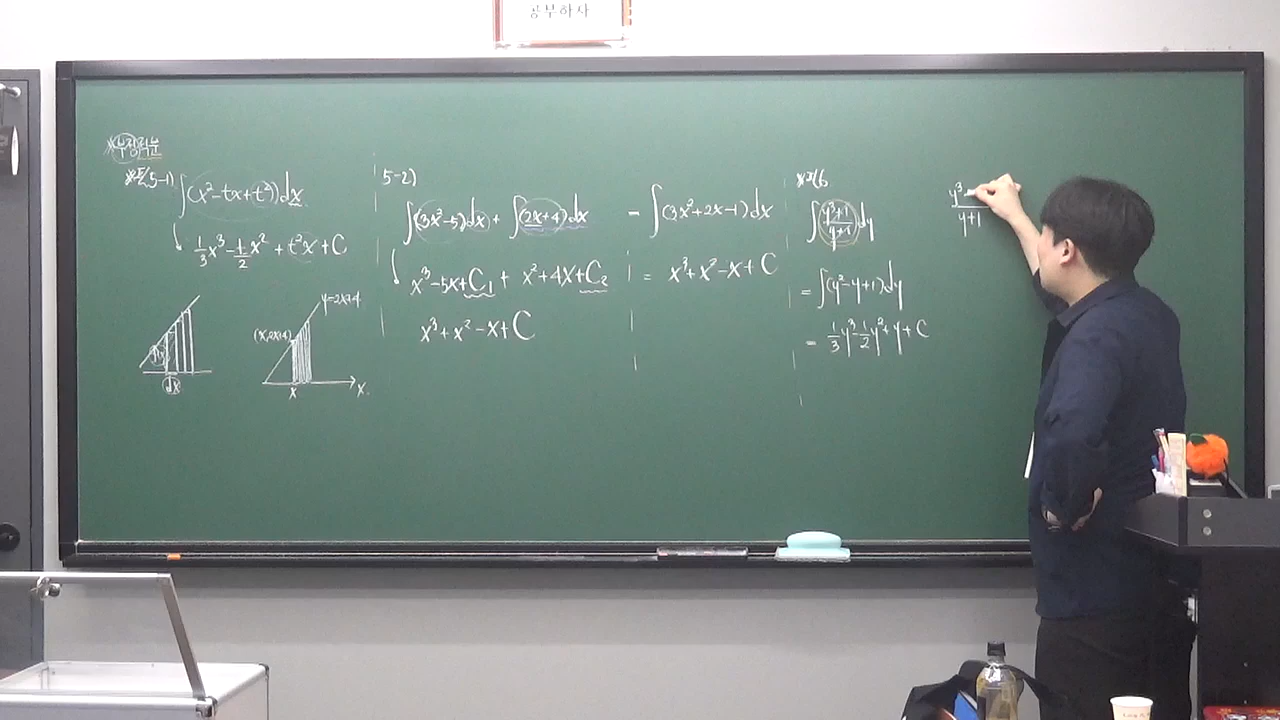 공부하사
*부정적분
5-1)
∫(x²-tx+t²)dx
1/3x³-t/2x²+t²x+C
dx
y=2x+4
(x,2x+4)
x
x
5-2)
∫(3x²-5)dx+∫(2x+4)dx
x³-5x+C₁+x²+4x+C₂
x³+x²-x+C
=∫(3x²+2x-1)dx
=x³+x²-x+C
∫(y³+1)/(y+1)dy
=∫(y²-y+1)dy
=1/3y³-1/2y²+y+C
y³
y+1